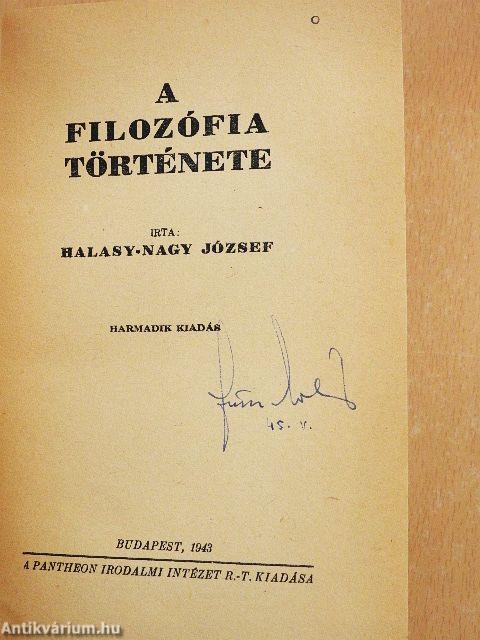 A
FILOZÓFIA
TÖRTÉNETE
IRTA:
HALASY-NAGY JÓZSEF
HARMADIK KIADÁS
45. V.
BUDAPEST, 1943
A PANTHEON IRODALMI INTÉZET R.-T. KIADÁSA
Antikvárium.hu